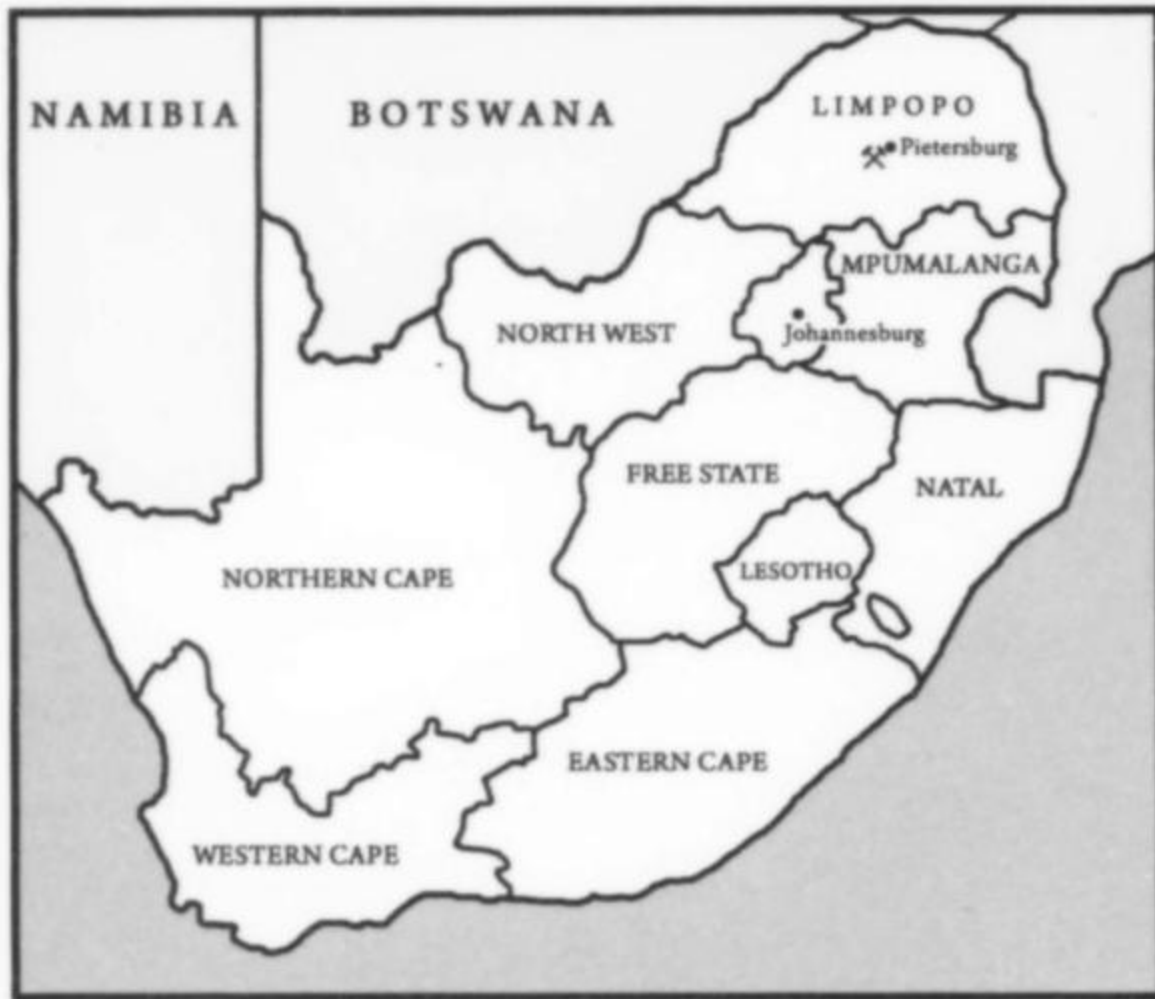 LIMPOPO
NAMIBIA
BOTSWANA
Pietersburg
MPUMALANGA
NORTH WEST
Johannesburg
FREE STATE
NATAL
LESOTHO
NORTHERN CAPE
EASTERN CAPE
WESTERN CAPE